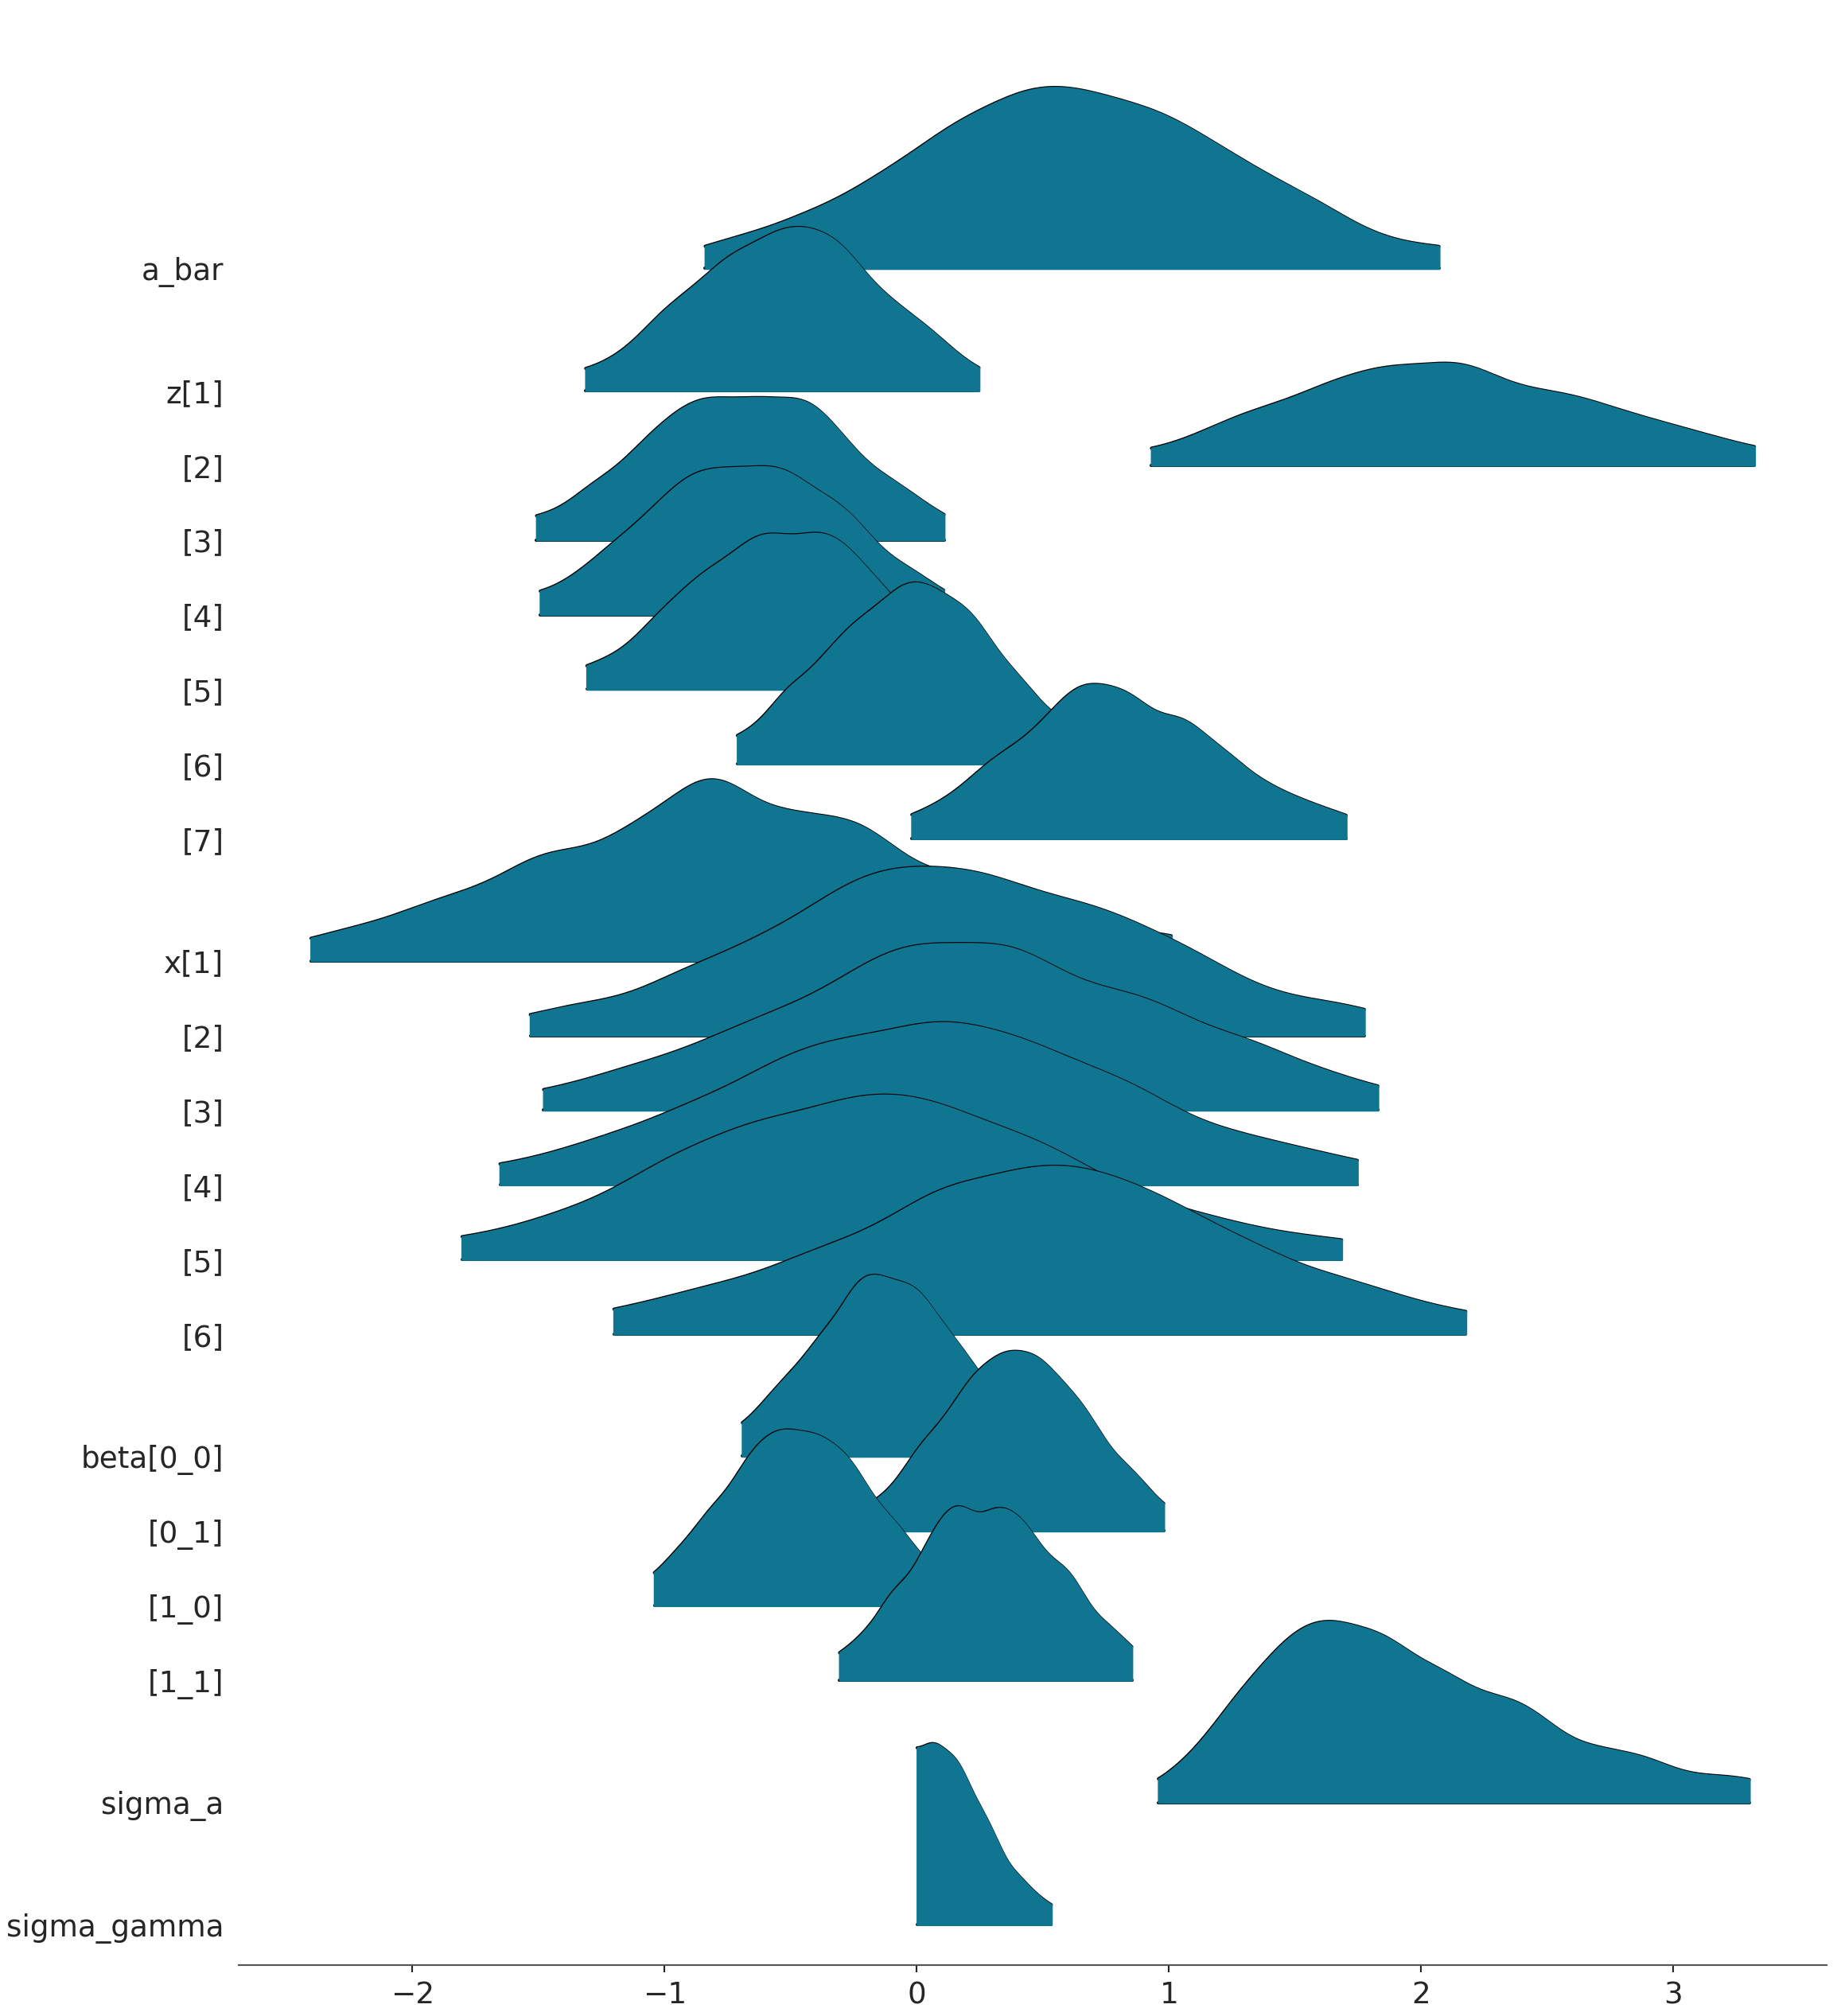 a_bar
z[1]
[2]
[3]
[4]
[5]
[6]
[7]
x[1]
[2]
[3]
[4]
[5]
[6]
beta[0_0]
[0_1]
[1_0]
[1_1]
sigma_a
sigma_gamma
−2 −1 0 1 2 3